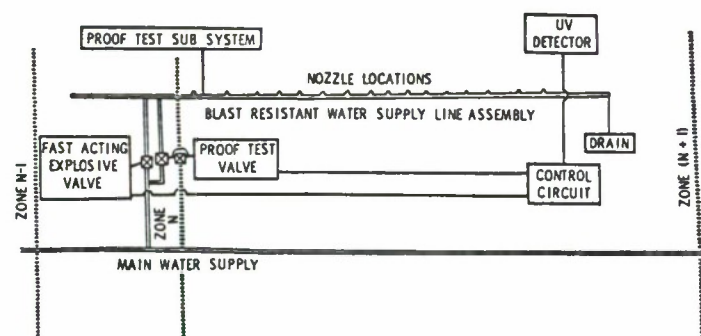 PROOF TEST SUB SYSTEM
UV
DETECTOR
NOZZLE LOCATIONS
BLAST RESISTANT WATER SUPPLY LINE ASSEMBLY
FAST ACTING
EXPLOSIVE
VALVE
PROOF TEST
VALVE
DRAIN
CONTROL
CIRCUIT
ZONE N-1
ZONE
N
ZONE (N + 1)
MAIN WATER SUPPLY